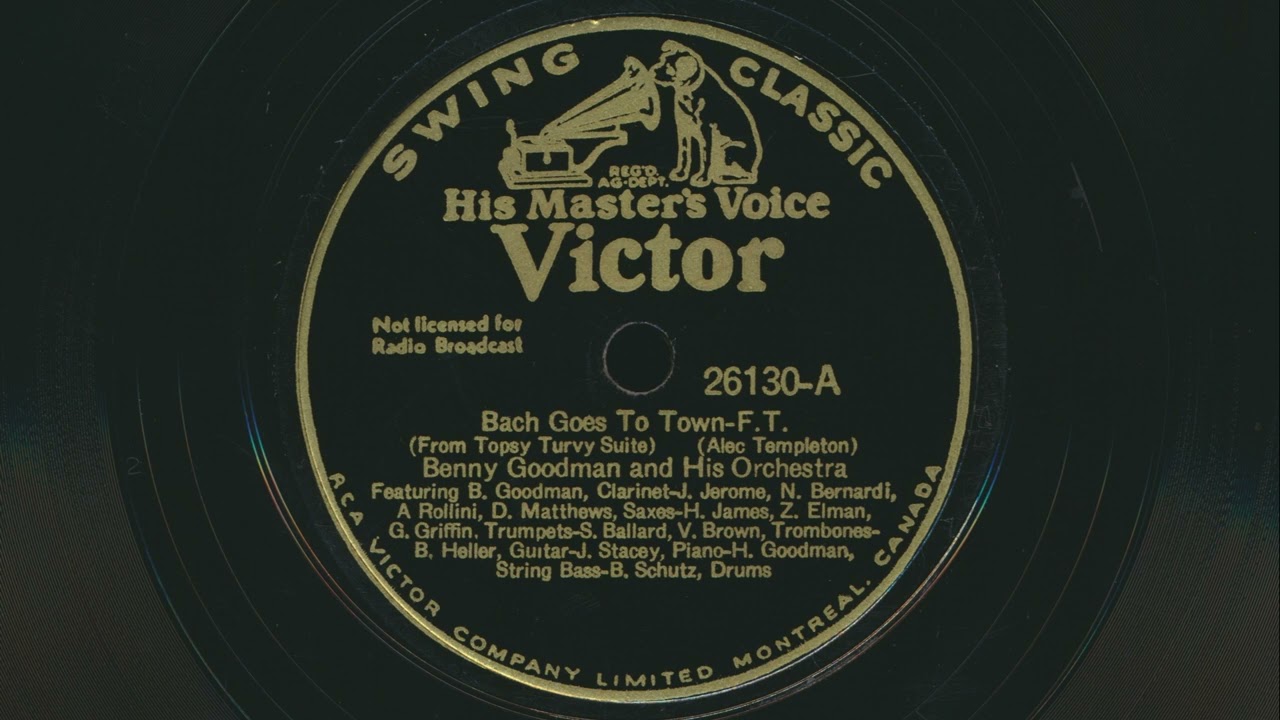 SWING CLASSIC
REG'D.
AG-DEPT.
His Master's Voice
Victor
Not licensed for
Radio Broadcast
26130-A
Bach Goes To Town-F.T.
(From Topsy Turvy Suite) (Alec Templeton)
Benny Goodman and His Orchestra
Featuring B. Goodman, Clarinet-J. Jerome, N. Bernardi,
A Rollini, D. Matthews, Saxes-H. James, Z. Elman,
G. Griffin, Trumpets-S. Ballard, V. Brown, Trombones-
B, Heller, Guitar-J. Stacey, Piano-H. Goodman,
String Bass-B. Schutz, Drums
RCA VICTOR COMPANY LIMITED MONTREAL, CANADA
2